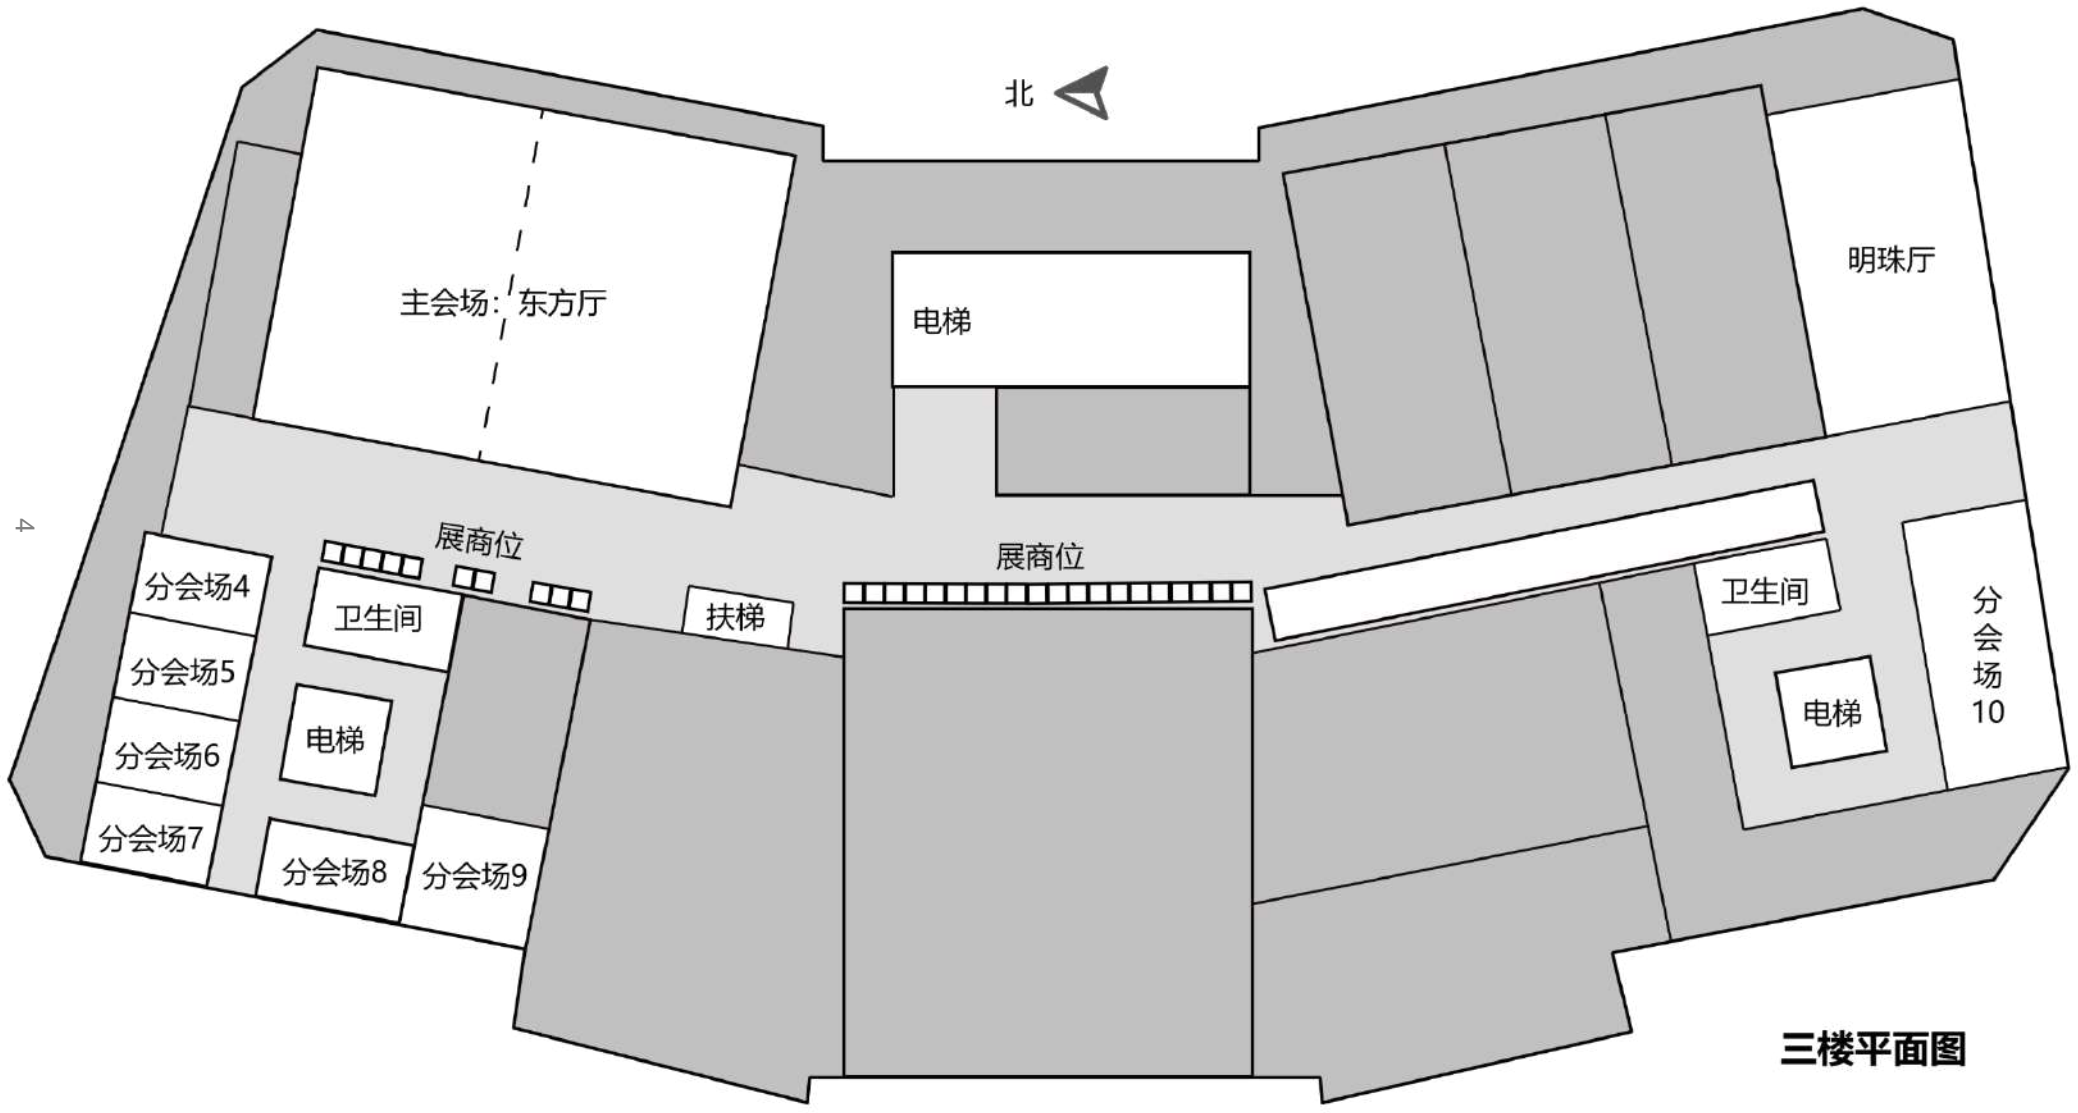 北
主会场：东方厅
电梯
明珠厅
展商位
展商位
分会场4
分会场5
分会场6
分会场7
卫生间
电梯
分会场8
分会场9
扶梯
卫生间
电梯
分会场10
4
三楼平面图